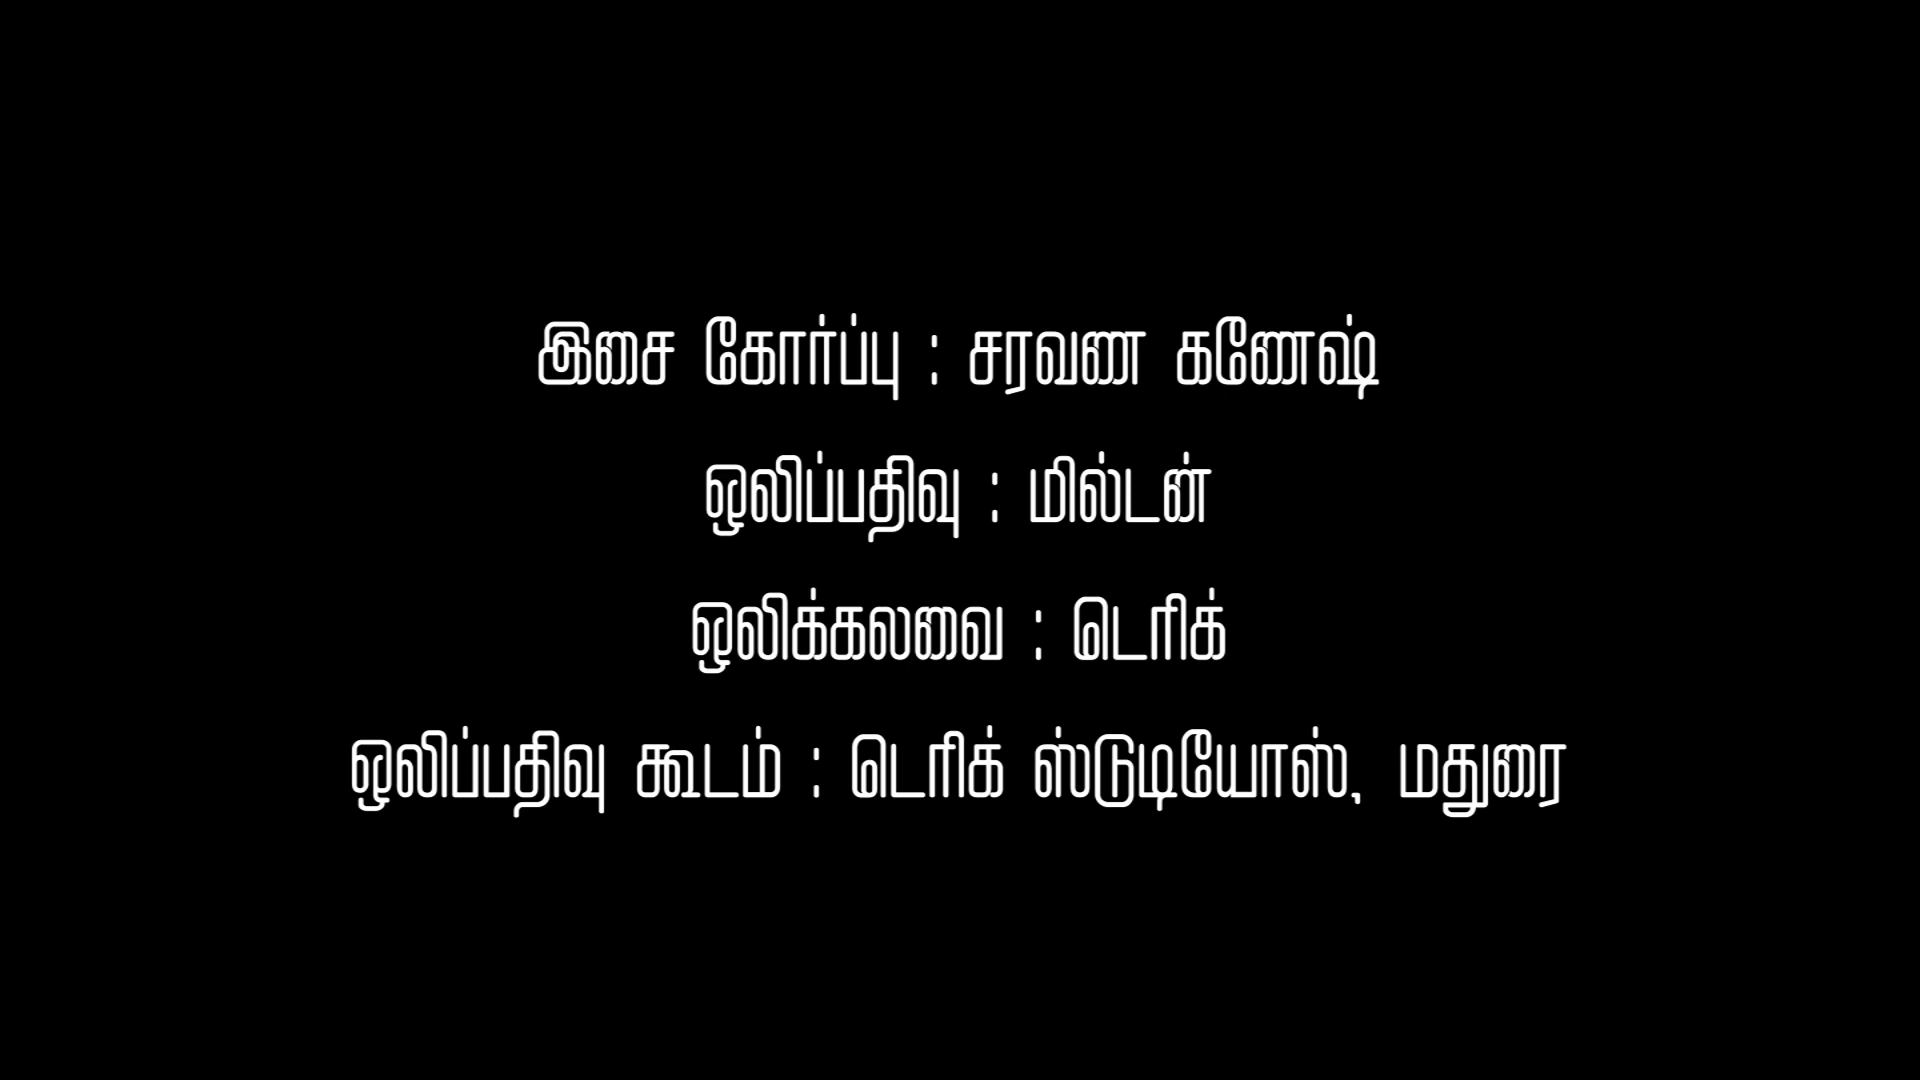 இசை கோர்ப்பு : சரவண கணேஷ்
ஒலிப்பதிவு : மில்டன்
ஒலிக்கலவை : டெரிக்
ஒலிப்பதிவு கூடம் : டெரிக் ஸ்டுடியோஸ், மதுரை